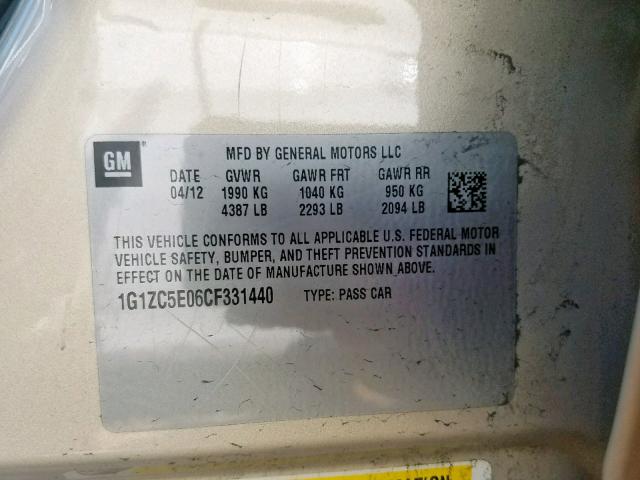 GM
MFD BY GENERAL MOTORS LLC
DATE GVWR GAWR FRT GAWR RR
04/12 1990 KG 1040 KG 950 KG
4387 LB 2293 LB 2094 LB
THIS VEHICLE CONFORMS TO ALL APPLICABLE U.S. FEDERAL MOTOR
VEHICLE SAFETY, BUMPER, AND THEFT PREVENTION STANDARDS IN
EFFECT ON THE DATE OF MANUFACTURE SHOWN ABOVE.
1G1ZC5E06CF331440 TYPE: PASS CAR